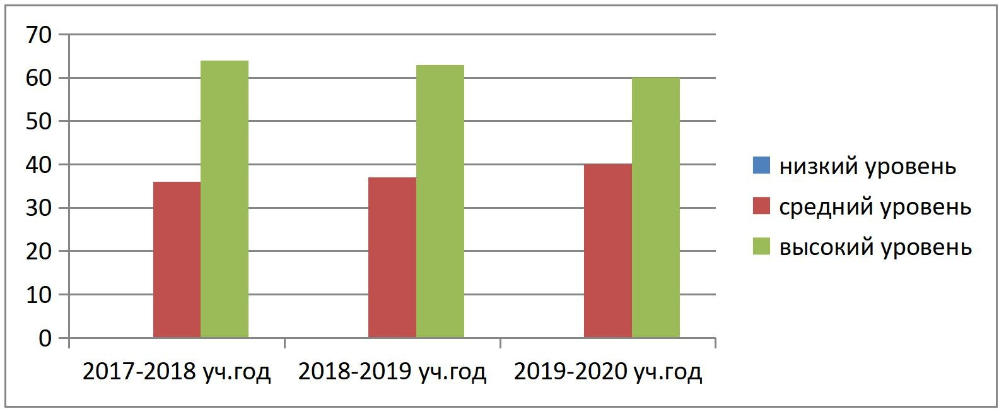 70
60
50
40
30
20
10
0
2017-2018 уч.год 2018-2019 уч.год 2019-2020 уч.год
низкий уровень
средний уровень
высокий уровень